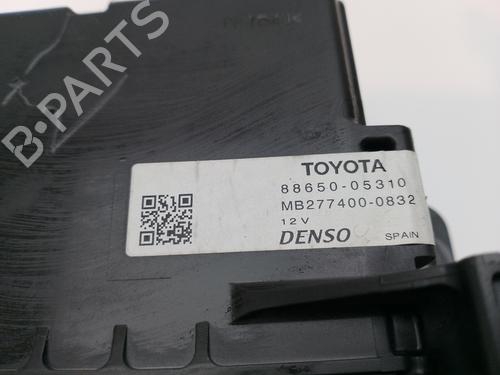 B-PARTS
TOYOTA
88650-05310
MB277400-0832
12V
DENSO
SPAIN